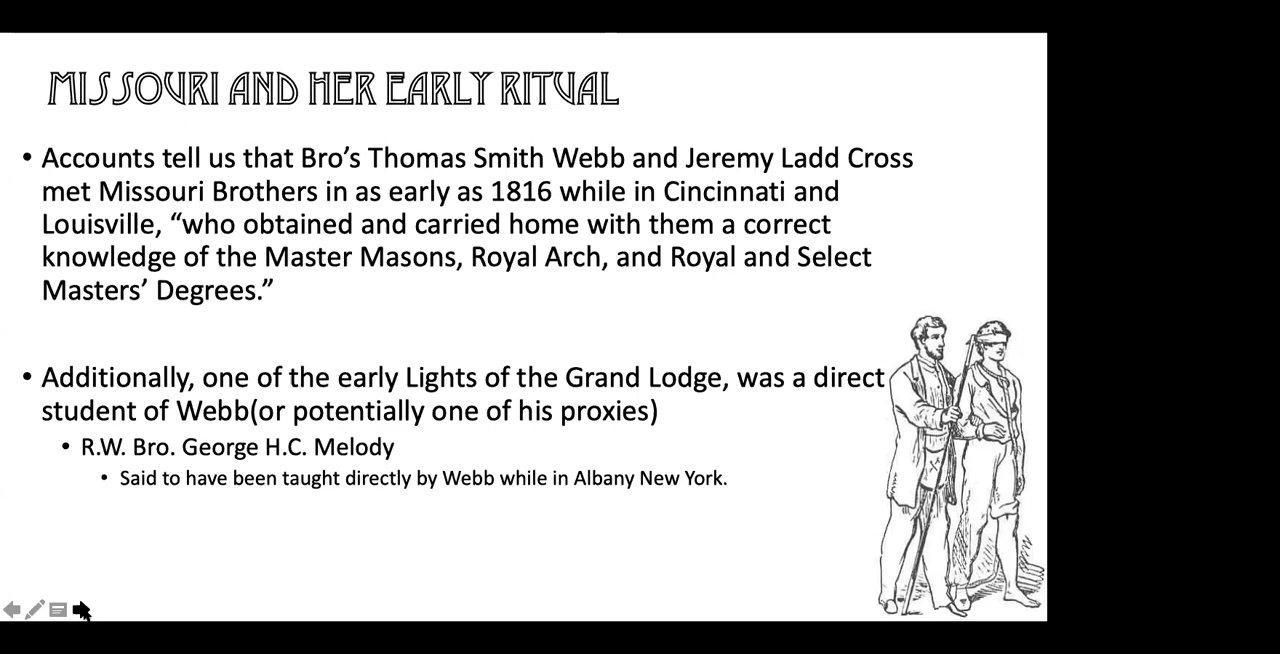 MISSOURI AND HER EARLY RITUAL
• Accounts tell us that Bro's Thomas Smith Webb and Jeremy Ladd Cross
met Missouri Brothers in as early as 1816 while in Cincinnati and
Louisville, “who obtained and carried home with them a correct
knowledge of the Master Masons, Royal Arch, and Royal and Select
Masters’ Degrees.”
• Additionally, one of the early Lights of the Grand Lodge, was a direct
student of Webb(or potentially one of his proxies)
• R.W. Bro. George H.C. Melody
• Said to have been taught directly by Webb while in Albany New York.